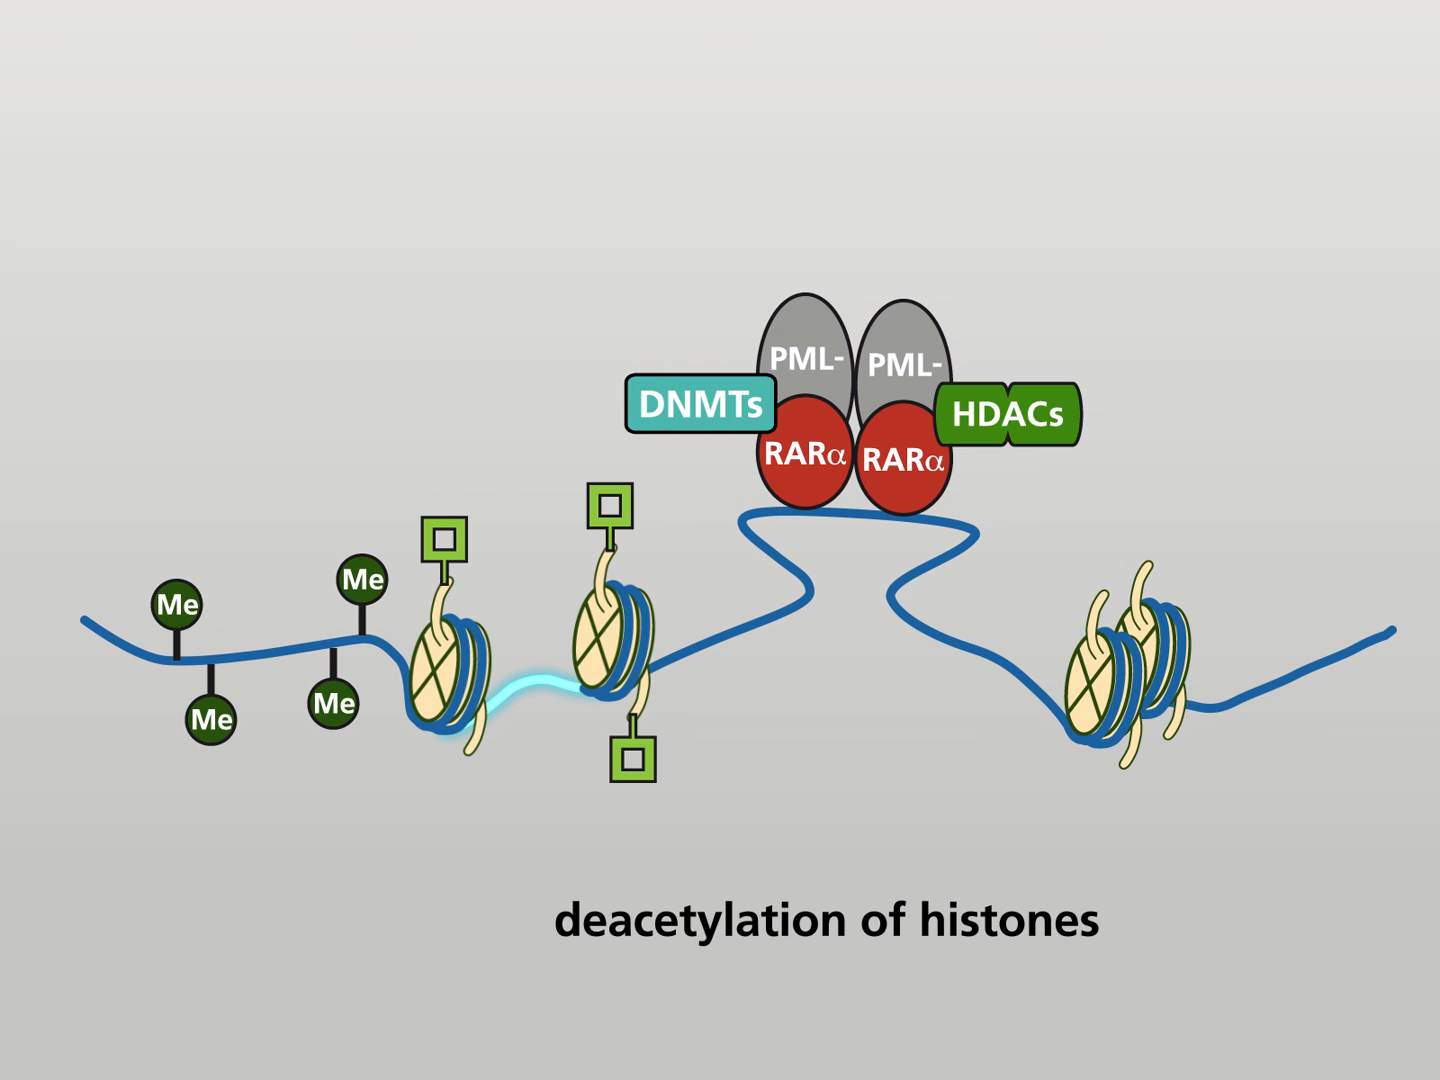 PML-
PML-
DNMTs
HDACs
RARα
RARα
Me
Me
Me
Me
deacetylation of histones